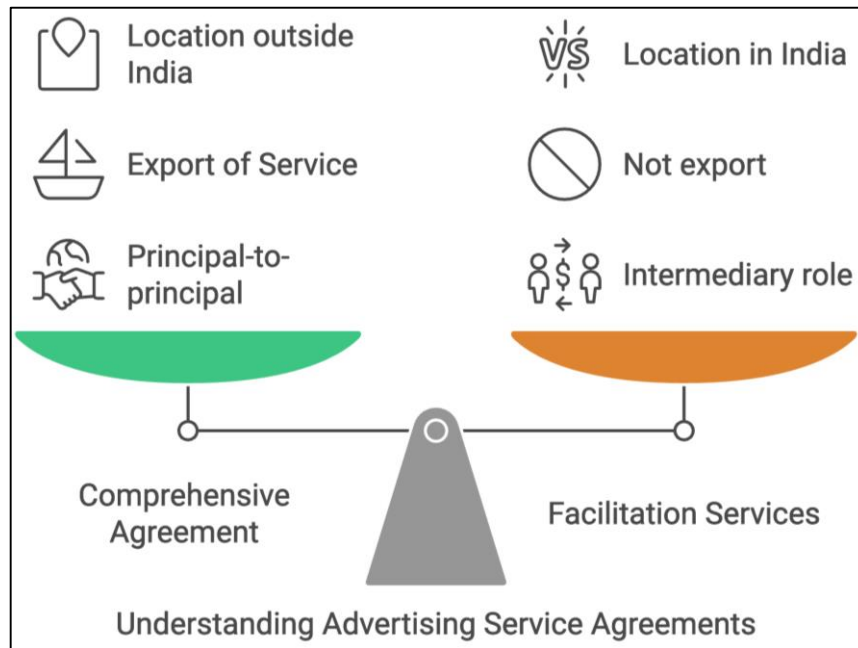 Location outside
India
Export of Service
Principal-to-
principal
VS
Location in India
Not export
$
Intermediary role
Comprehensive
Agreement
Facilitation Services
Understanding Advertising Service Agreements